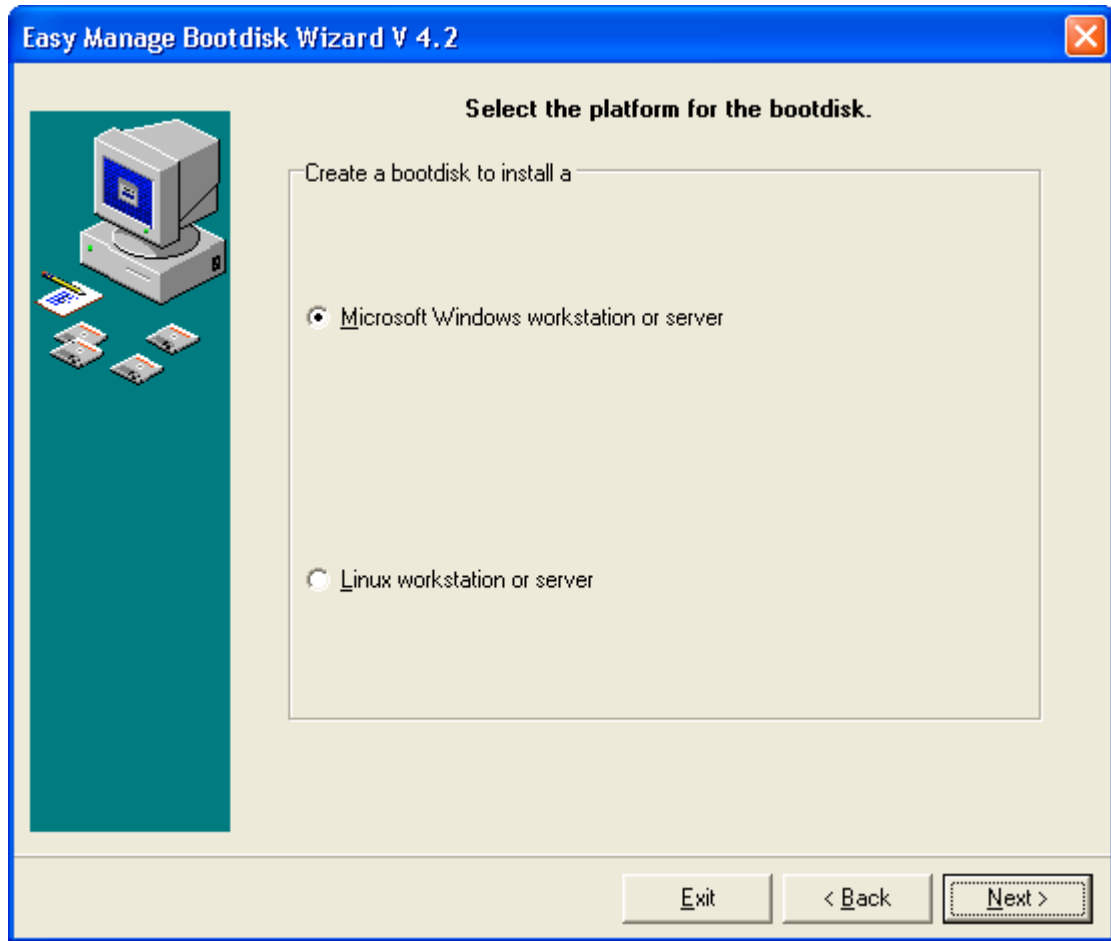 Easy Manage Bootdisk Wizard V 4.2
Select the platform for the bootdisk.
Create a bootdisk to install a
Microsoft Windows workstation or server
Linux workstation or server
Exit
< Back
Next >